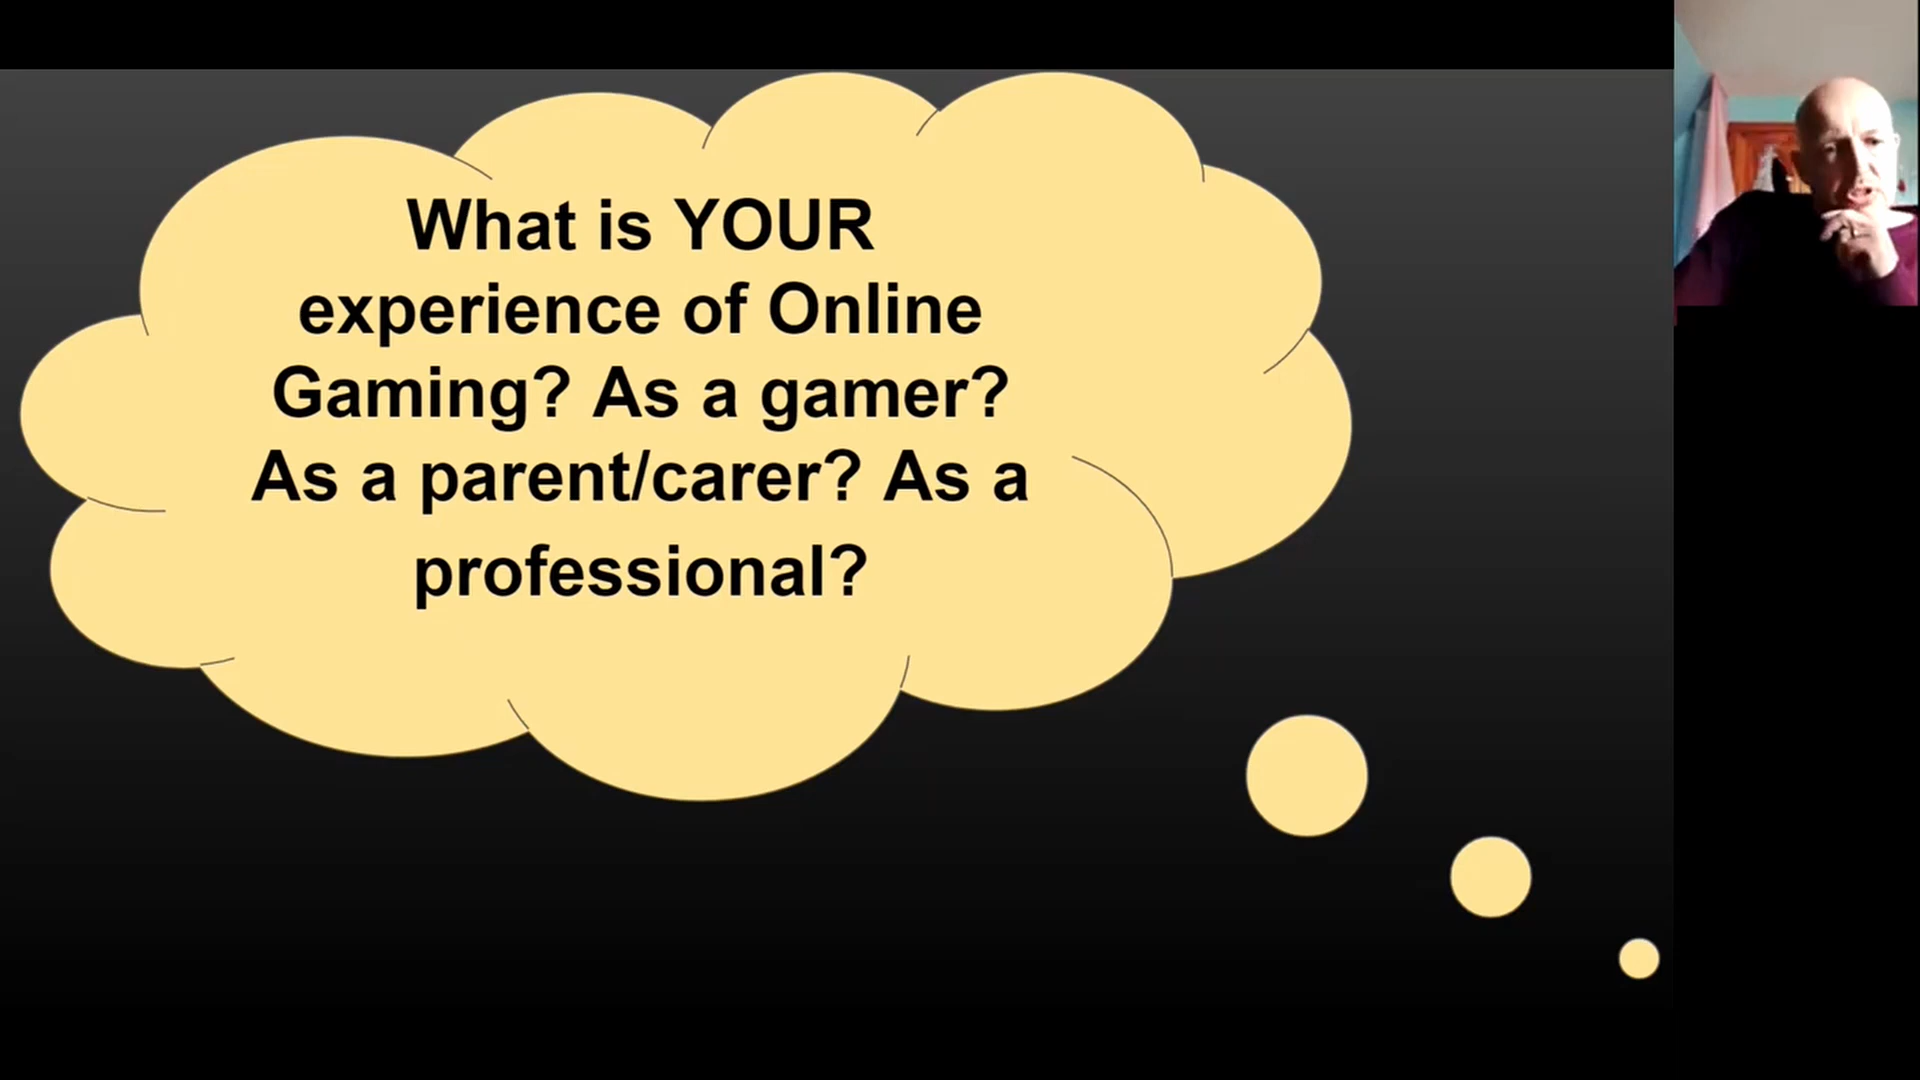 What is YOUR
experience of Online
Gaming? As a gamer?
As a parent/carer? As a
professional?